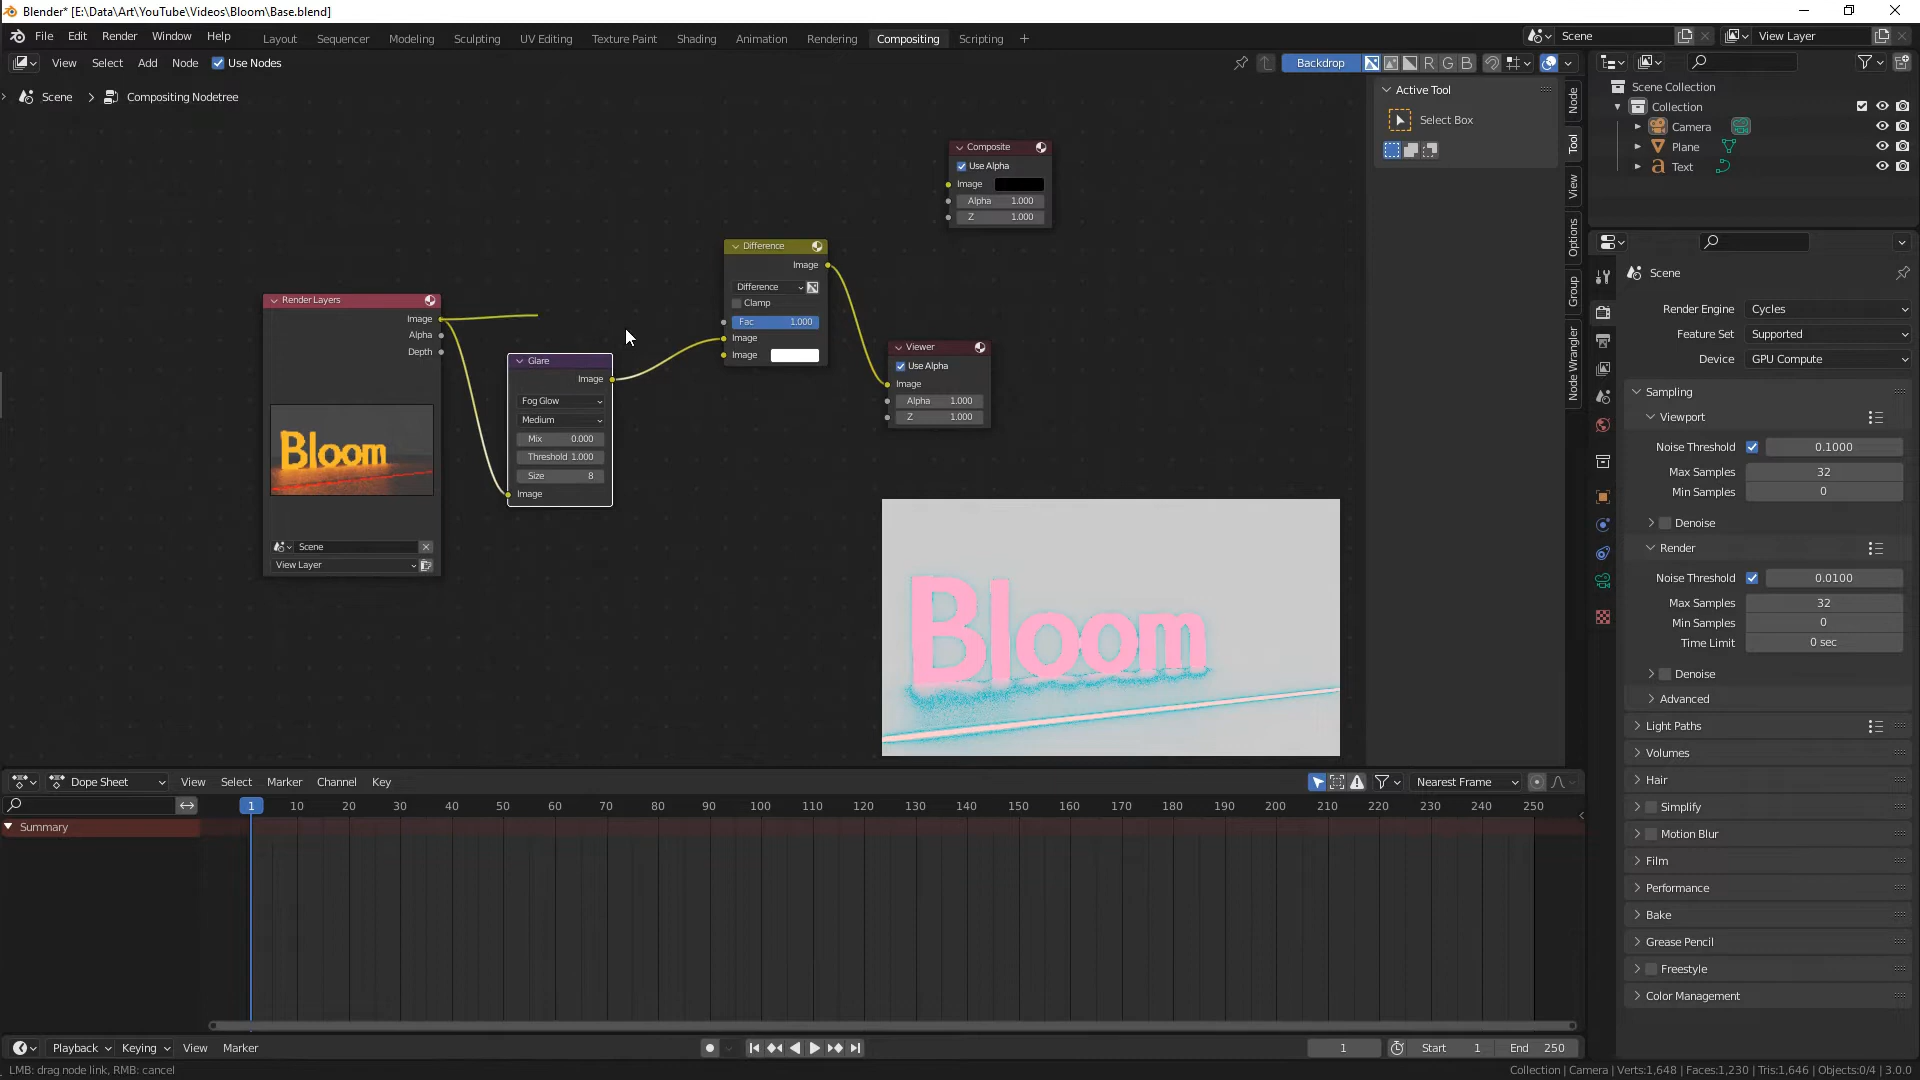 Blender* [E:\Data\Art\YouTube\Videos\Bloom\Base.blend]
File Edit Render Window Help
Layout Sequencer Modeling Sculpting UV Editing Texture Paint Shading Animation Rendering Compositing Scripting +
Scene
View Layer
View Select Add Node Use Nodes
Backdrop
R G B
Scene > Compositing Nodetree
Active Tool
Select Box
Node
Tool
View
Options
Group
Node Wrangler
Scene Collection
Collection
Camera
Plane
Text
Composite
Use Alpha
Image
Alpha 1.000
Z 1.000
Difference
Image
Difference
Clamp
Fac 1.000
Image
Image
Render Layers
Image
Alpha
Depth
Bloom
Scene
View Layer
Glare
Image
Fog Glow
Medium
Mix 0.000
Threshold 1.000
Size 8
Image
Viewer
Use Alpha
Image
Alpha 1.000
Z 1.000
Bloom
Scene
Render Engine Cycles
Feature Set Supported
Device GPU Compute
Sampling
Viewport
Noise Threshold 0.1000
Max Samples 32
Min Samples 0
Denoise
Render
Noise Threshold 0.0100
Max Samples 32
Min Samples 0
Time Limit 0 sec
Denoise
Advanced
Light Paths
Volumes
Hair
Simplify
Motion Blur
Film
Performance
Bake
Grease Pencil
Freestyle
Color Management
Dope Sheet View Select Marker Channel Key
Nearest Frame
1 10 20 30 40 50 60 70 80 90 100 110 120 130 140 150 160 170 180 190 200 210 220 230 240 250
Summary
Playback Keying View Marker
1 Start 1 End 250
LMB: drag node link, RMB: cancel
Collection | Camera | Verts:1,648 | Faces:1,230 | Tris:1,646 | Objects:0/4 | 3.0.0